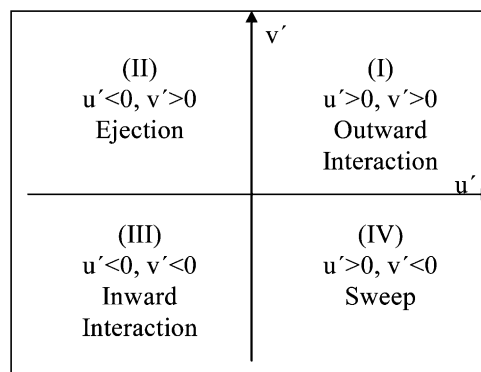 v´
(II)
u´<0, v´>0
Ejection
(I)
u´>0, v´>0
Outward
Interaction
u´
(III)
u´<0, v´<0
Inward
Interaction
(IV)
u´>0, v´<0
Sweep